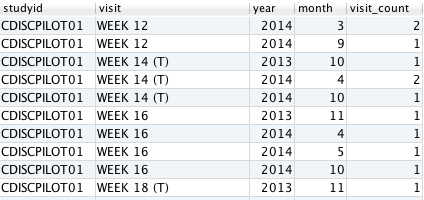 studyid visit year month visit_count
CDISCPILOT01 WEEK 12 2014 3 2
CDISCPILOT01 WEEK 12 2014 9 1
CDISCPILOT01 WEEK 14 (T) 2013 10 1
CDISCPILOT01 WEEK 14 (T) 2014 4 2
CDISCPILOT01 WEEK 14 (T) 2014 10 1
CDISCPILOT01 WEEK 16 2013 11 1
CDISCPILOT01 WEEK 16 2014 4 1
CDISCPILOT01 WEEK 16 2014 5 1
CDISCPILOT01 WEEK 16 2014 10 1
CDISCPILOT01 WEEK 18 (T) 2013 11 1